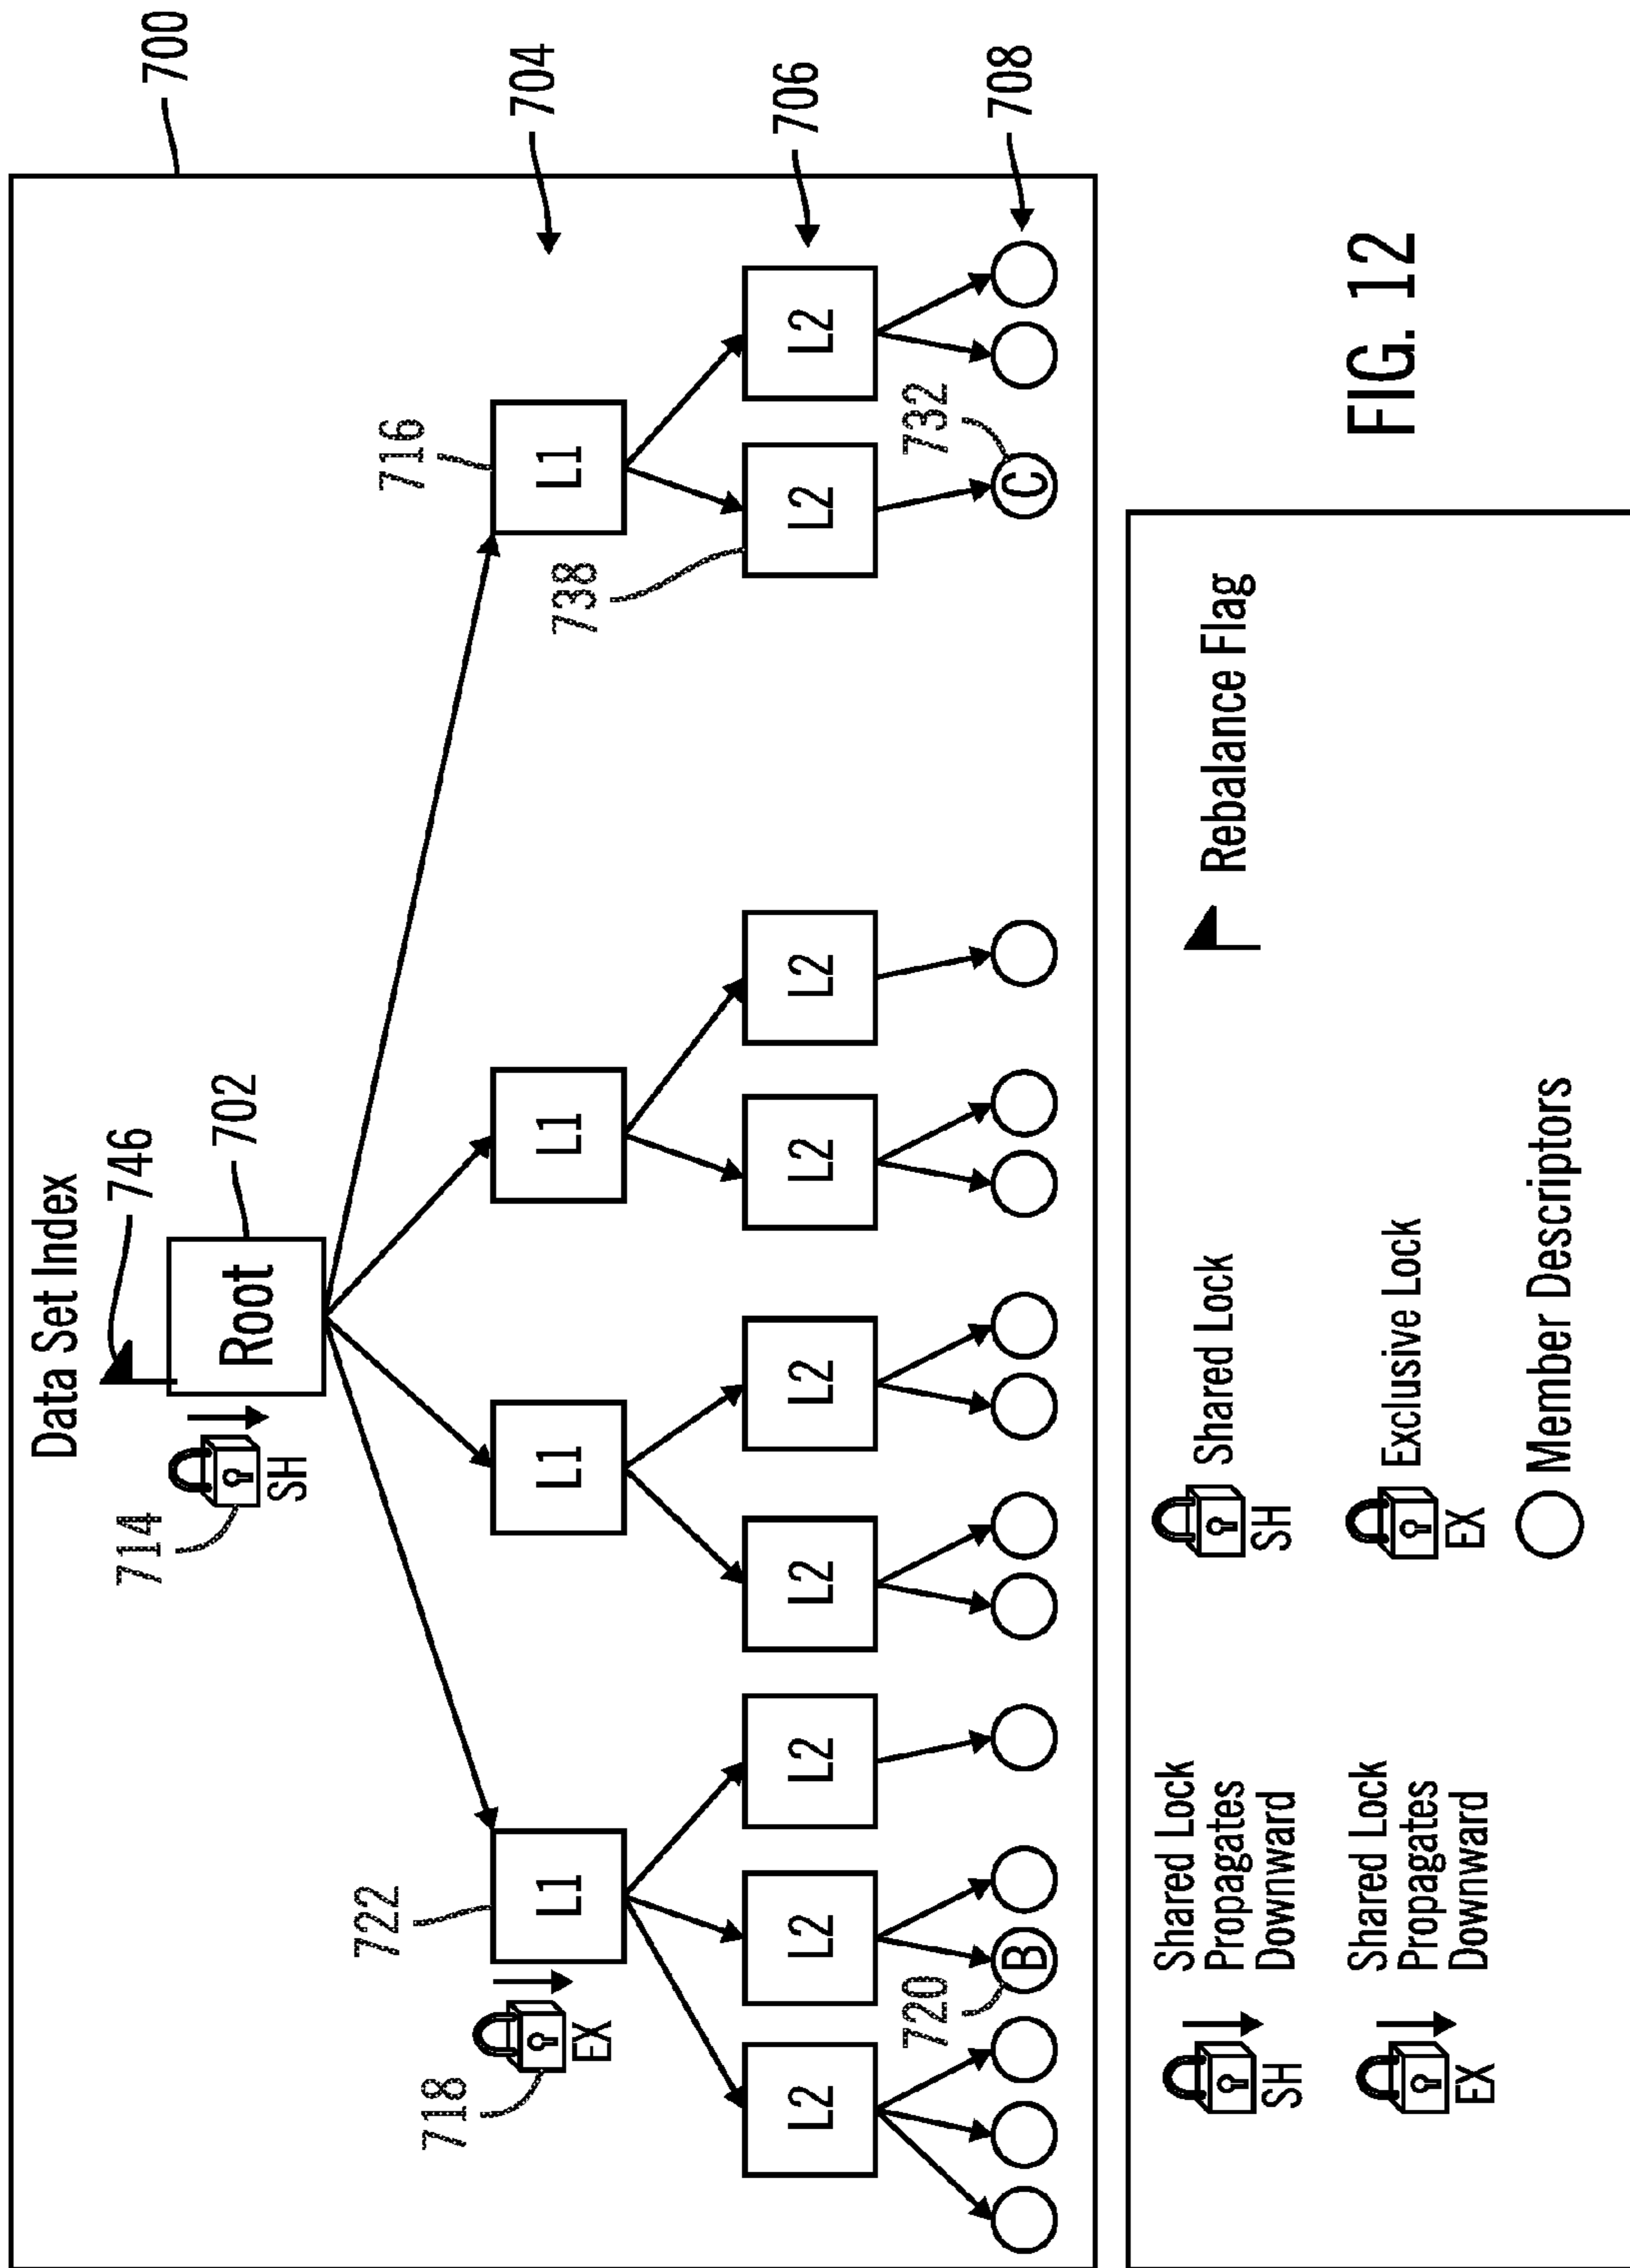 Data Set Index
700
746
702
Root
714
SH
704
716
722
L1
L1
L1
L1
718
EX
738
706
L2
L2
L2
L2
L2
L2
L2
L2
L2
720
732
708
B
C
SH
Shared Lock
Propagates
Downward
SH
Shared Lock
Rebalance Flag
EX
Shared Lock
Propagates
Downward
EX
Exclusive Lock
Member Descriptors
FIG. 12